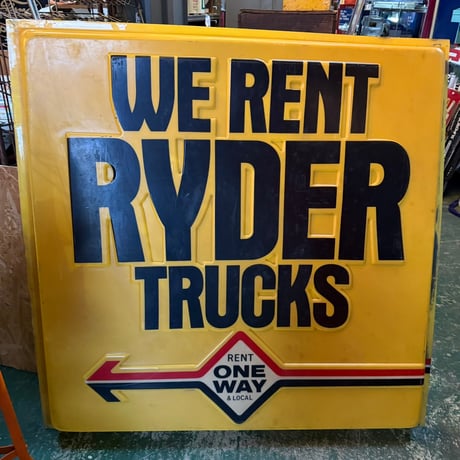 WE RENT
RYDER
TRUCKS
RENT
ONE
WAY
& LOCAL